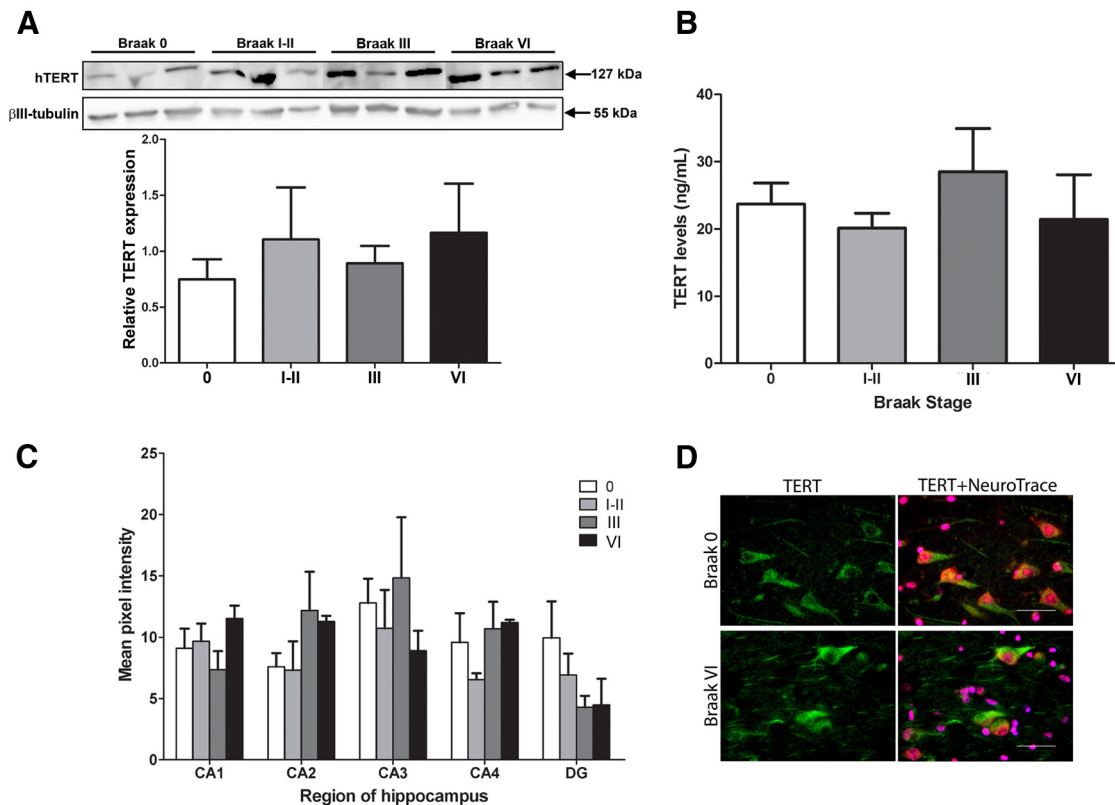 A
Braak 0 Braak I-II Braak III Braak VI
hTERT
127 kDa
βIII-tubulin
55 kDa
Relative TERT expression
2.0
1.5
1.0
0.5
0.0
0 I-II III VI
B
TERT levels (ng/mL)
40
30
20
10
0
0 I-II III VI
Braak Stage
C
Mean pixel intensity
25
20
15
10
5
0
0
I-II
III
VI
CA1 CA2 CA3 CA4 DG
Region of hippocampus
D
TERT TERT+NeuroTrace
Braak 0
Braak VI